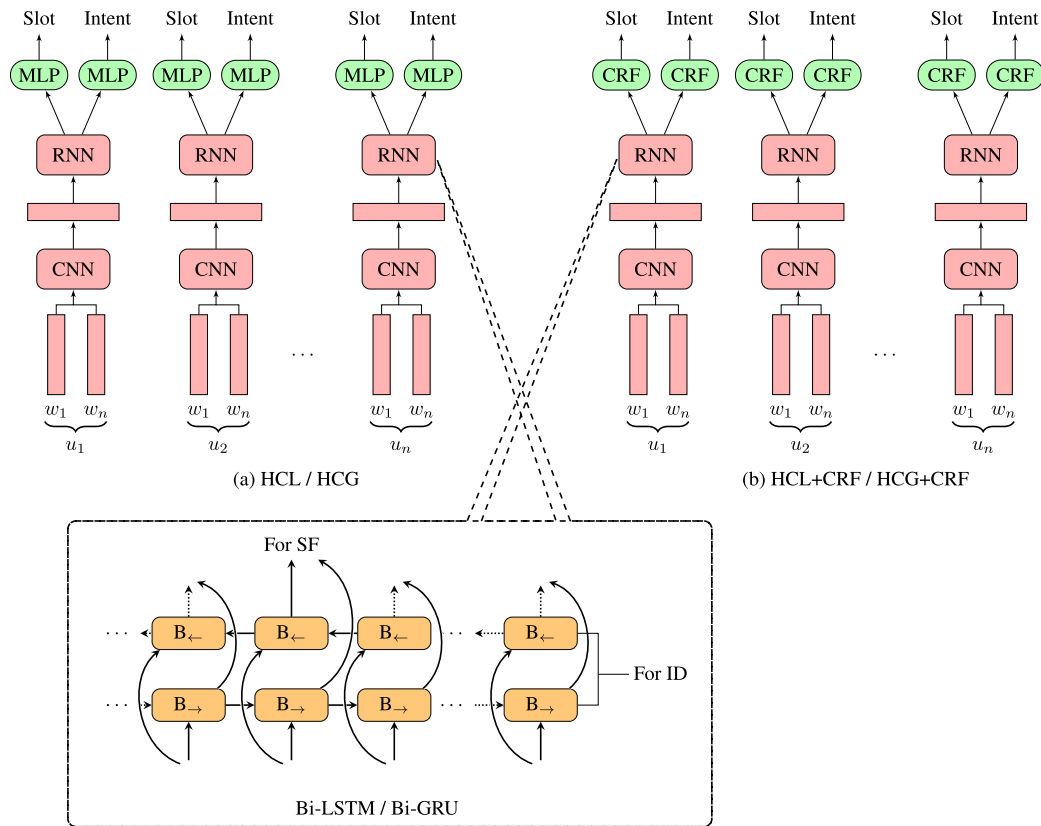 Slot Intent Slot Intent Slot Intent Slot Intent Slot Intent Slot Intent
MLP MLP MLP MLP MLP MLP CRF CRF CRF CRF CRF CRF
RNN RNN RNN RNN RNN RNN
CNN CNN CNN CNN CNN CNN
... ...
w₁ wₙ w₁ wₙ w₁ wₙ w₁ wₙ w₁ wₙ w₁ wₙ
u₁ u₂ uₙ u₁ u₂ uₙ
(a) HCL / HCG (b) HCL+CRF / HCG+CRF
For SF
... B← B← B← ... B←
For ID
... B→ B→ B→ ... B→
Bi-LSTM / Bi-GRU